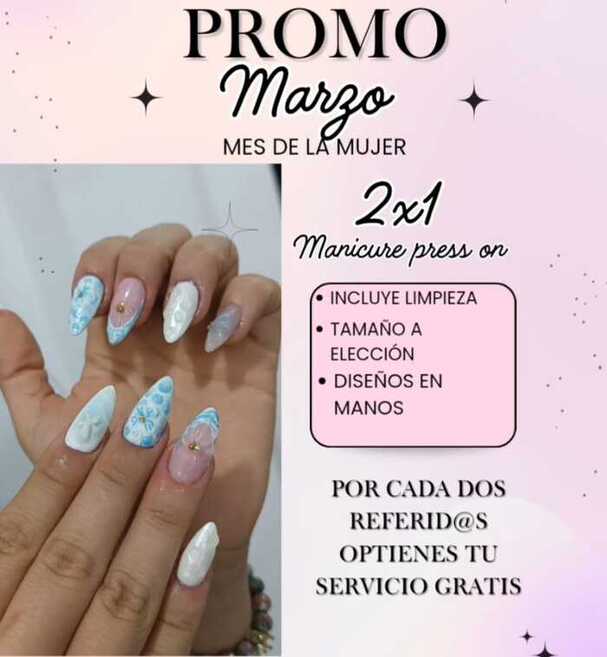 PROMO
Marzo
MES DE LA MUJER
2x1
Manicure press on
• INCLUYE LIMPIEZA
• TAMAÑO A
ELECCIÓN
• DISEÑOS EN
MANOS
POR CADA DOS
REFERID@S
OPTIENES TU
SERVICIO GRATIS